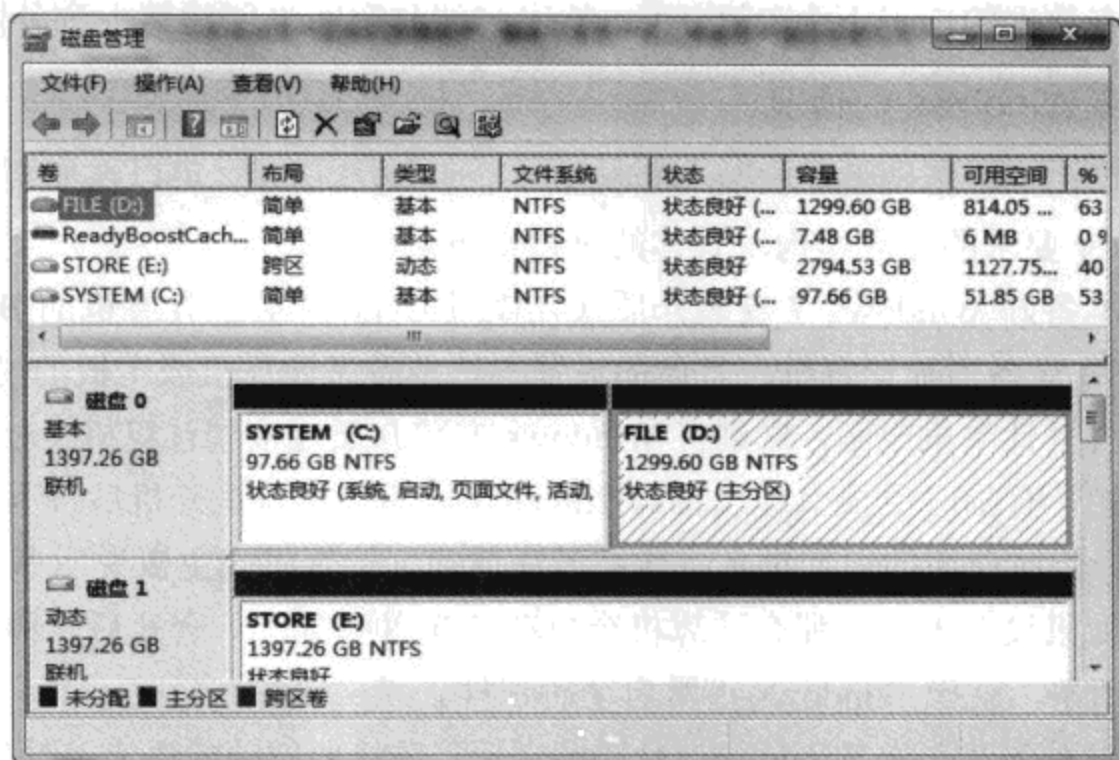 磁盘管理
文件(F) 操作(A) 查看(V) 帮助(H)
卷 布局 类型 文件系统 状态 容量 可用空间 %
FILE (D:) 简单 基本 NTFS 状态良好 (... 1299.60 GB 814.05 ... 63
ReadyBoostCach... 简单 基本 NTFS 状态良好 (... 7.48 GB 6 MB 0 %
STORE (E:) 跨区 动态 NTFS 状态良好 2794.53 GB 1127.75... 40
SYSTEM (C:) 简单 基本 NTFS 状态良好 (... 97.66 GB 51.85 GB 53
磁盘 0
基本
1397.26 GB
联机
SYSTEM (C:)
97.66 GB NTFS
状态良好 (系统, 启动, 页面文件, 活动,
FILE (D:)
1299.60 GB NTFS
状态良好 (主分区)
磁盘 1
动态
1397.26 GB
联机
STORE (E:)
1397.26 GB NTFS
状态良好
未分配 主分区 跨区卷